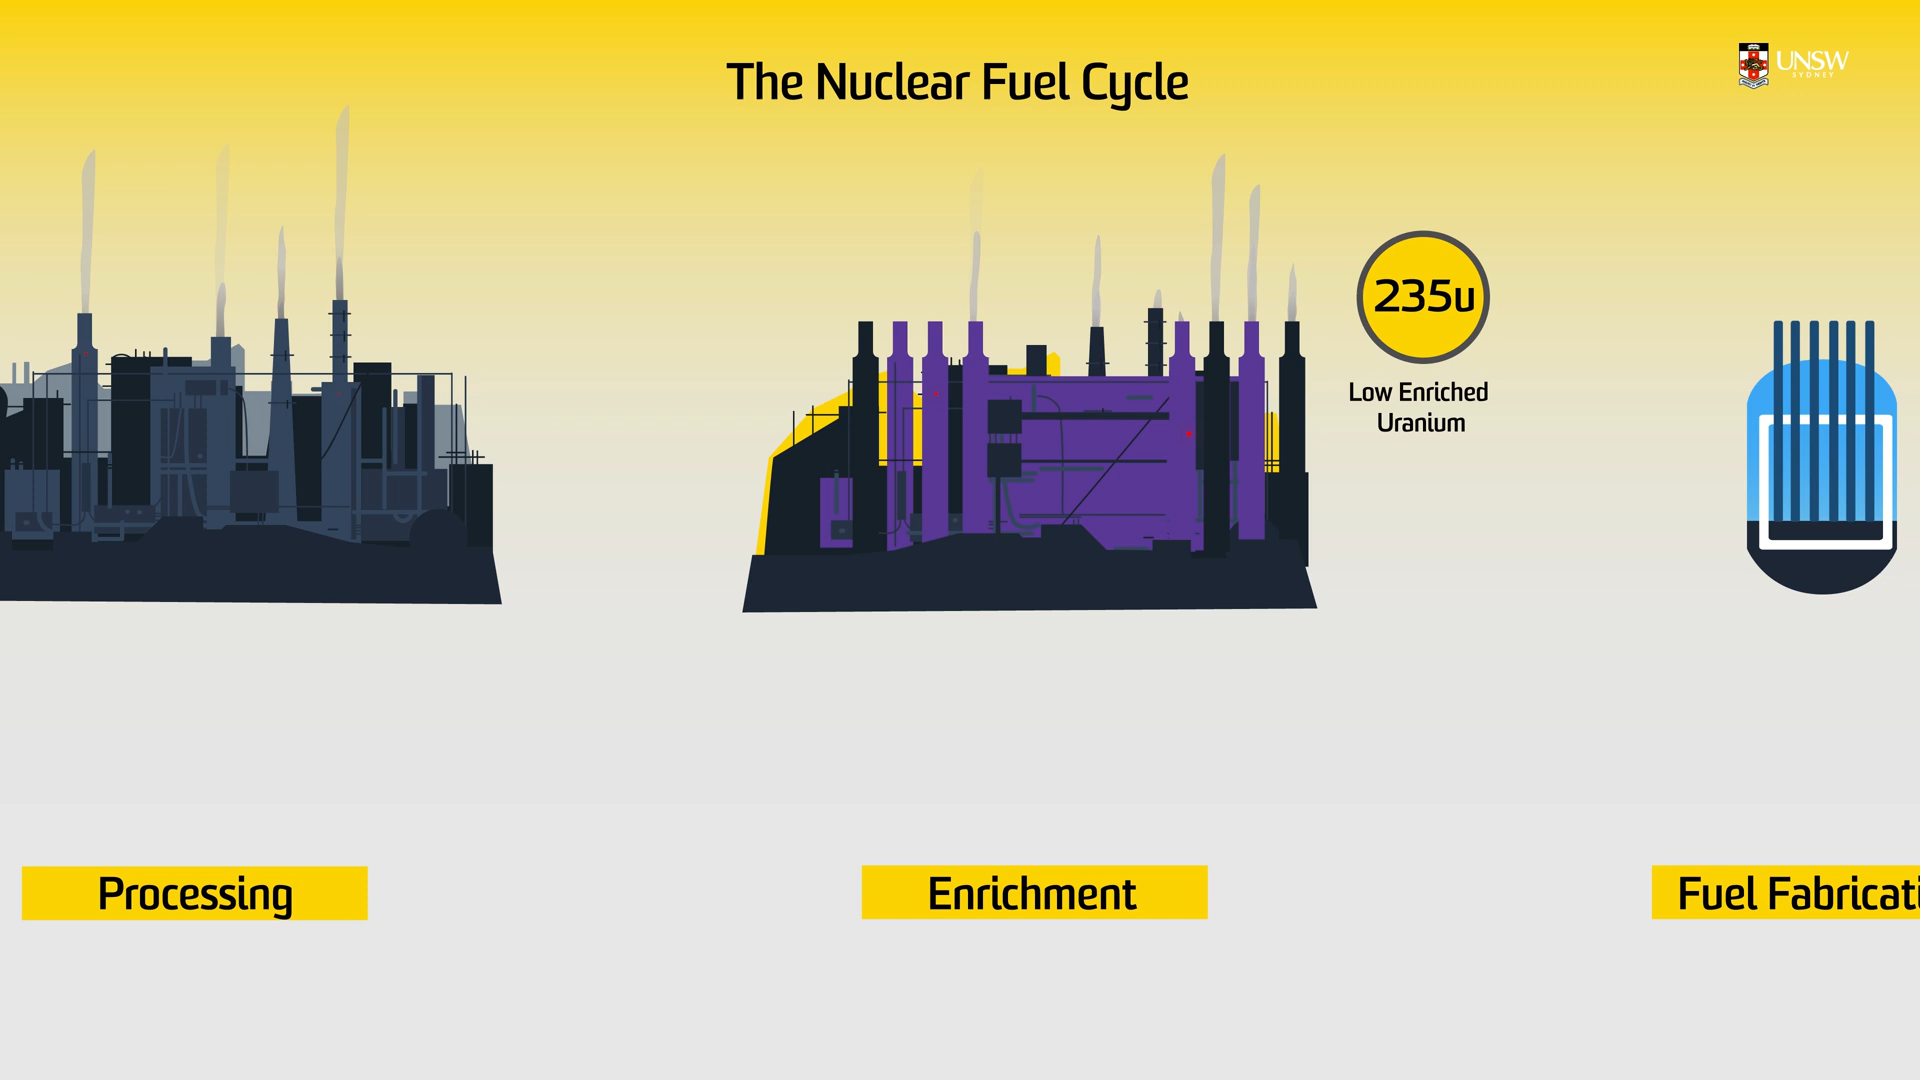 The Nuclear Fuel Cycle
UNSW
SYDNEY
235u
Low Enriched
Uranium
Processing
Enrichment
Fuel Fabricati